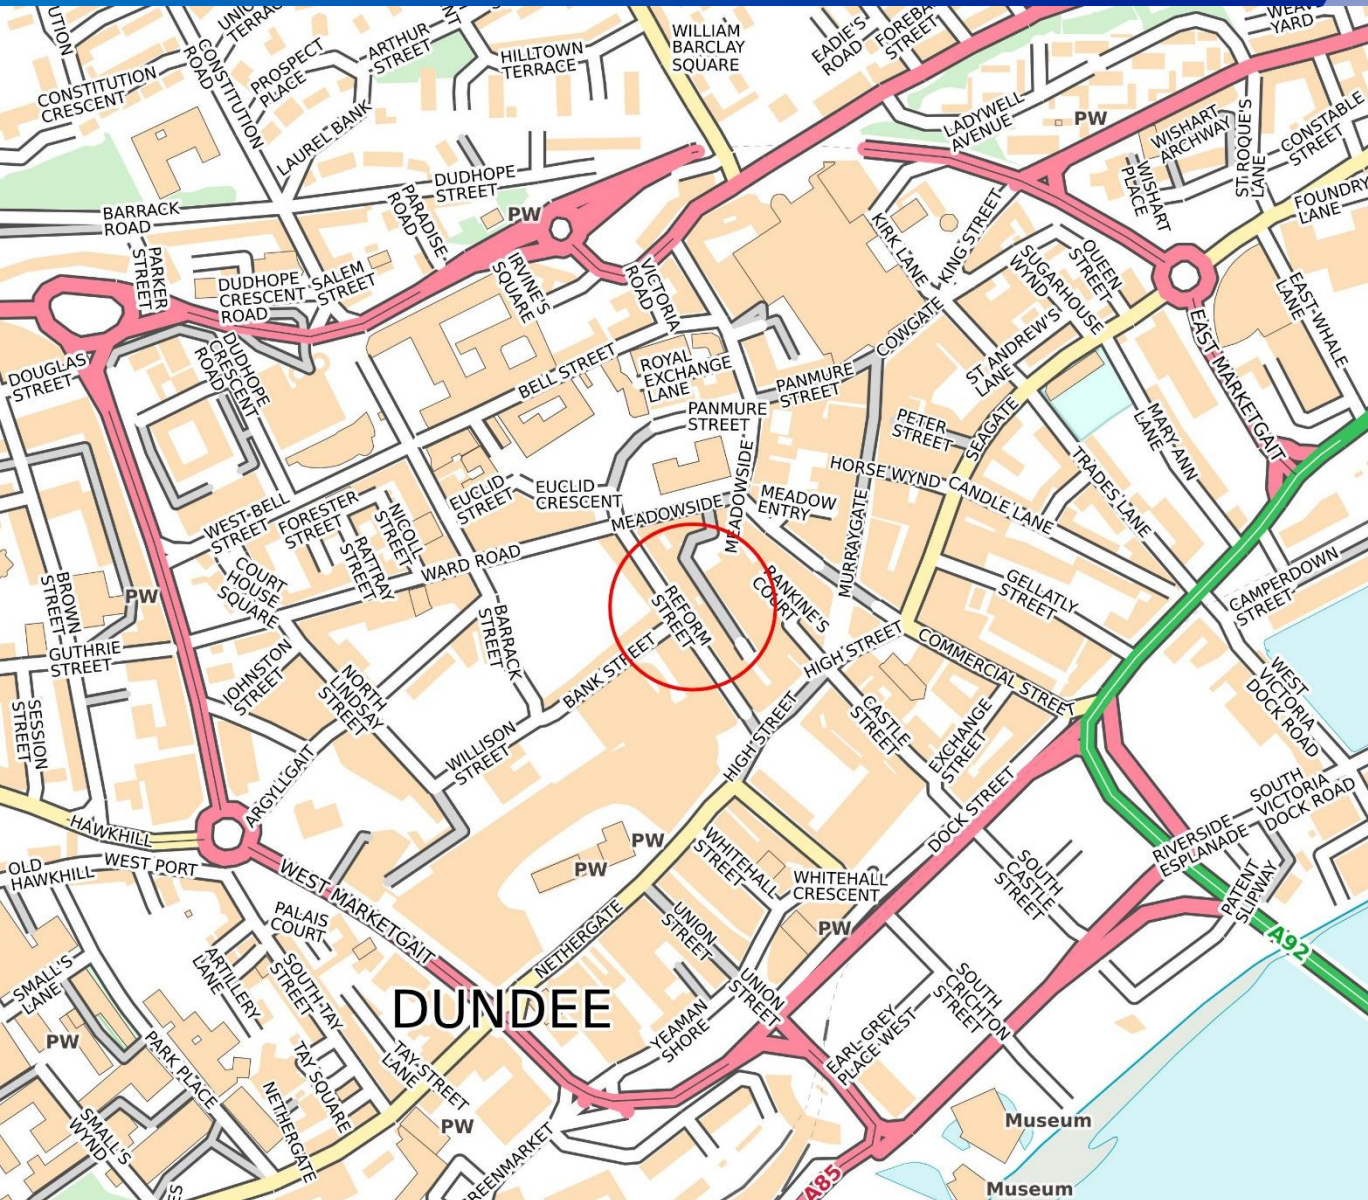 UTION
CONSTITUTION
CRESCENT
UNION
TERRACE
CONSTITUTION
ROAD
PROSPECT
PLACE
ARTHUR
STREET
NT
HILLTOWN
TERRACE
LAUREL BANK
WILLIAM
BARCLAY
SQUARE
EADIE'S
ROAD
FOREBA
STREET
WEAV
YARD
LADYWELL
AVENUE
PW
WISHART
ARCHWAY
WISHART
PLACE
ST ROQUE'S
LANE
CONSTABLE
STREET
FOUNDRY
LANE
BARRACK
ROAD
DUDHOPE
STREET
PARADISE
ROAD
PW
PARKER
STREET
DUDHOPE
CRESCENT
ROAD
SALEM
STREET
IRVINE'S
SQUARE
VICTORIA
ROAD
KIRK LANE
KING STREET
SUGARHOUSE
WYND
QUEEN
STREET
EAST WHALE
LANE
DOUGLAS
STREET
DUDHOPE
CRESCENT
ROAD
BELL STREET
ROYAL
EXCHANGE
LANE
COWGATE
PANMURE
STREET
ST ANDREW'S
LANE
EAST MARKETGAIT
PANMURE
STREET
PETER
STREET
SEAGATE
MARY ANN
LANE
TRADES LANE
HORSE WYND
CANDLE LANE
WEST BELL
STREET
FORESTER
STREET
NICOLL
STREET
RATTRAY
STREET
EUCLID
STREET
EUCLID
CRESCENT
MEADOWSIDE
MEADOWSIDE
MEADOW
ENTRY
MURRAYGATE
WARD ROAD
COURT
HOUSE
SQUARE
BROWN
STREET
PW
GUTHRIE
STREET
REFORM
STREET
RANKINE'S
COURT
GELLATLY
STREET
CAMPERDOWN
STREET
BARRACK
STREET
BANK STREET
HIGH STREET
COMMERCIAL STREET
JOHNSTON
STREET
NORTH
LINDSAY
STREET
WILLISON
STREET
HIGH STREET
CASTLE
STREET
EXCHANGE
STREET
WEST
VICTORIA
DOCK ROAD
SESSION
STREET
ARGYLLGAIT
HAWKHILL
OLD
HAWKHILL
WEST PORT
WEST MARKETGAIT
PW
PW
WHITEHALL
STREET
WHITEHALL
CRESCENT
DOCK STREET
SOUTH
VICTORIA
DOCK ROAD
RIVERSIDE
ESPLANADE
SOUTH
CASTLE
STREET
PATENT
SLIPWAY
PALAIS
COURT
NETHERGATE
UNION
STREET
PW
A92
SMALL'S
LANE
ARTILLERY
LANE
SOUTH TAY
STREET
DUNDEE
UNION
STREET
YEAMAN
SHORE
SOUTH
CRICHTON
STREET
EARL GREY
PLACE WEST
PW
PARK PLACE
TAY SQUARE
TAY STREET
LANE
NETHERGATE
SMALL'S
WYND
PW
REENMARKET
Museum
Museum
A85
ES